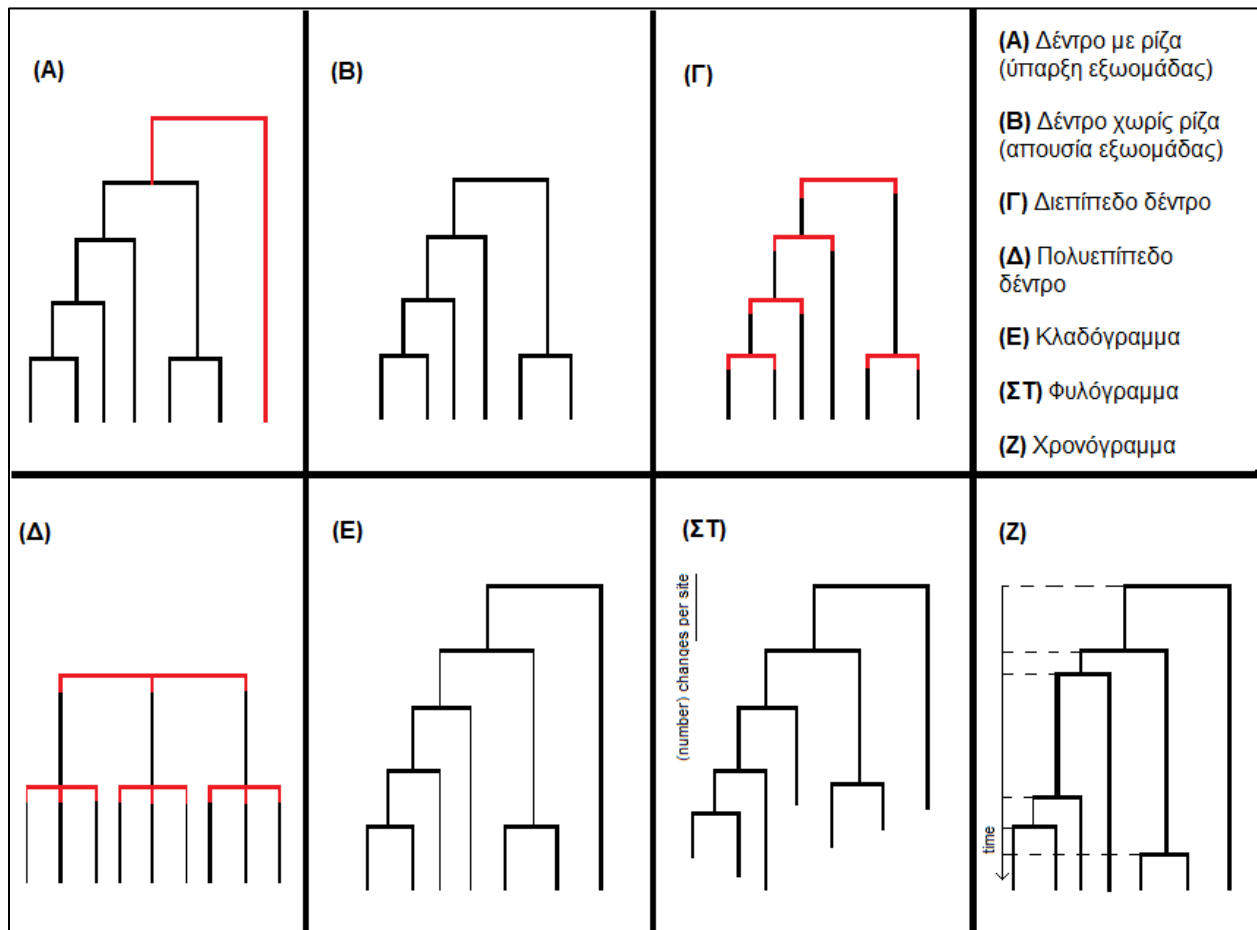 (Α)
(Β)
(Γ)
(Α) Δέντρο με ρίζα
(ύπαρξη εξωομάδας)
(Β) Δέντρο χωρίς ρίζα
(απουσία εξωομάδας)
(Γ) Διεπίπεδο δέντρο
(Δ) Πολυεπίπεδο
δέντρο
(Ε) Κλαδόγραμμα
(ΣΤ) Φυλόγραμμα
(Ζ) Χρονόγραμμα
(Δ)
(Ε)
(ΣΤ)
(number) changes per site
(Ζ)
time